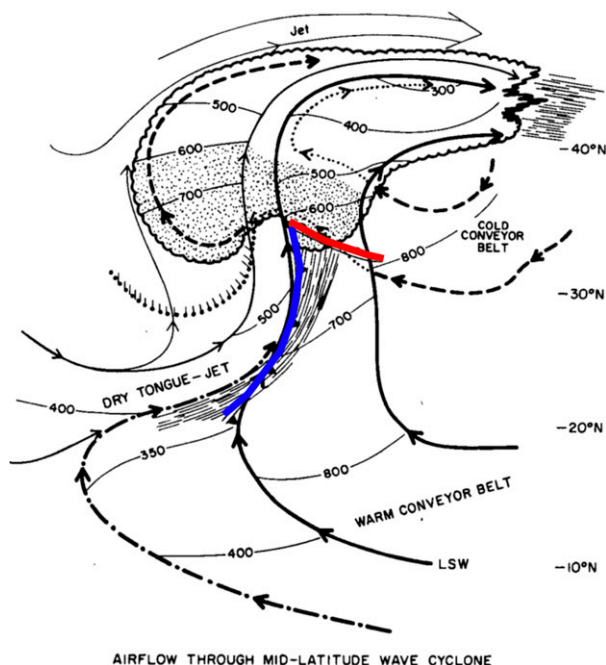 Jet
300
500
400
-40°N
600
500
700
600
COLD
CONVEYOR
BELT
800
-30°N
500
700
DRY TONGUE-JET
400
-20°N
350
800
WARM CONVEYOR BELT
400
LSW
-10°N
AIRFLOW THROUGH MID-LATITUDE WAVE CYCLONE